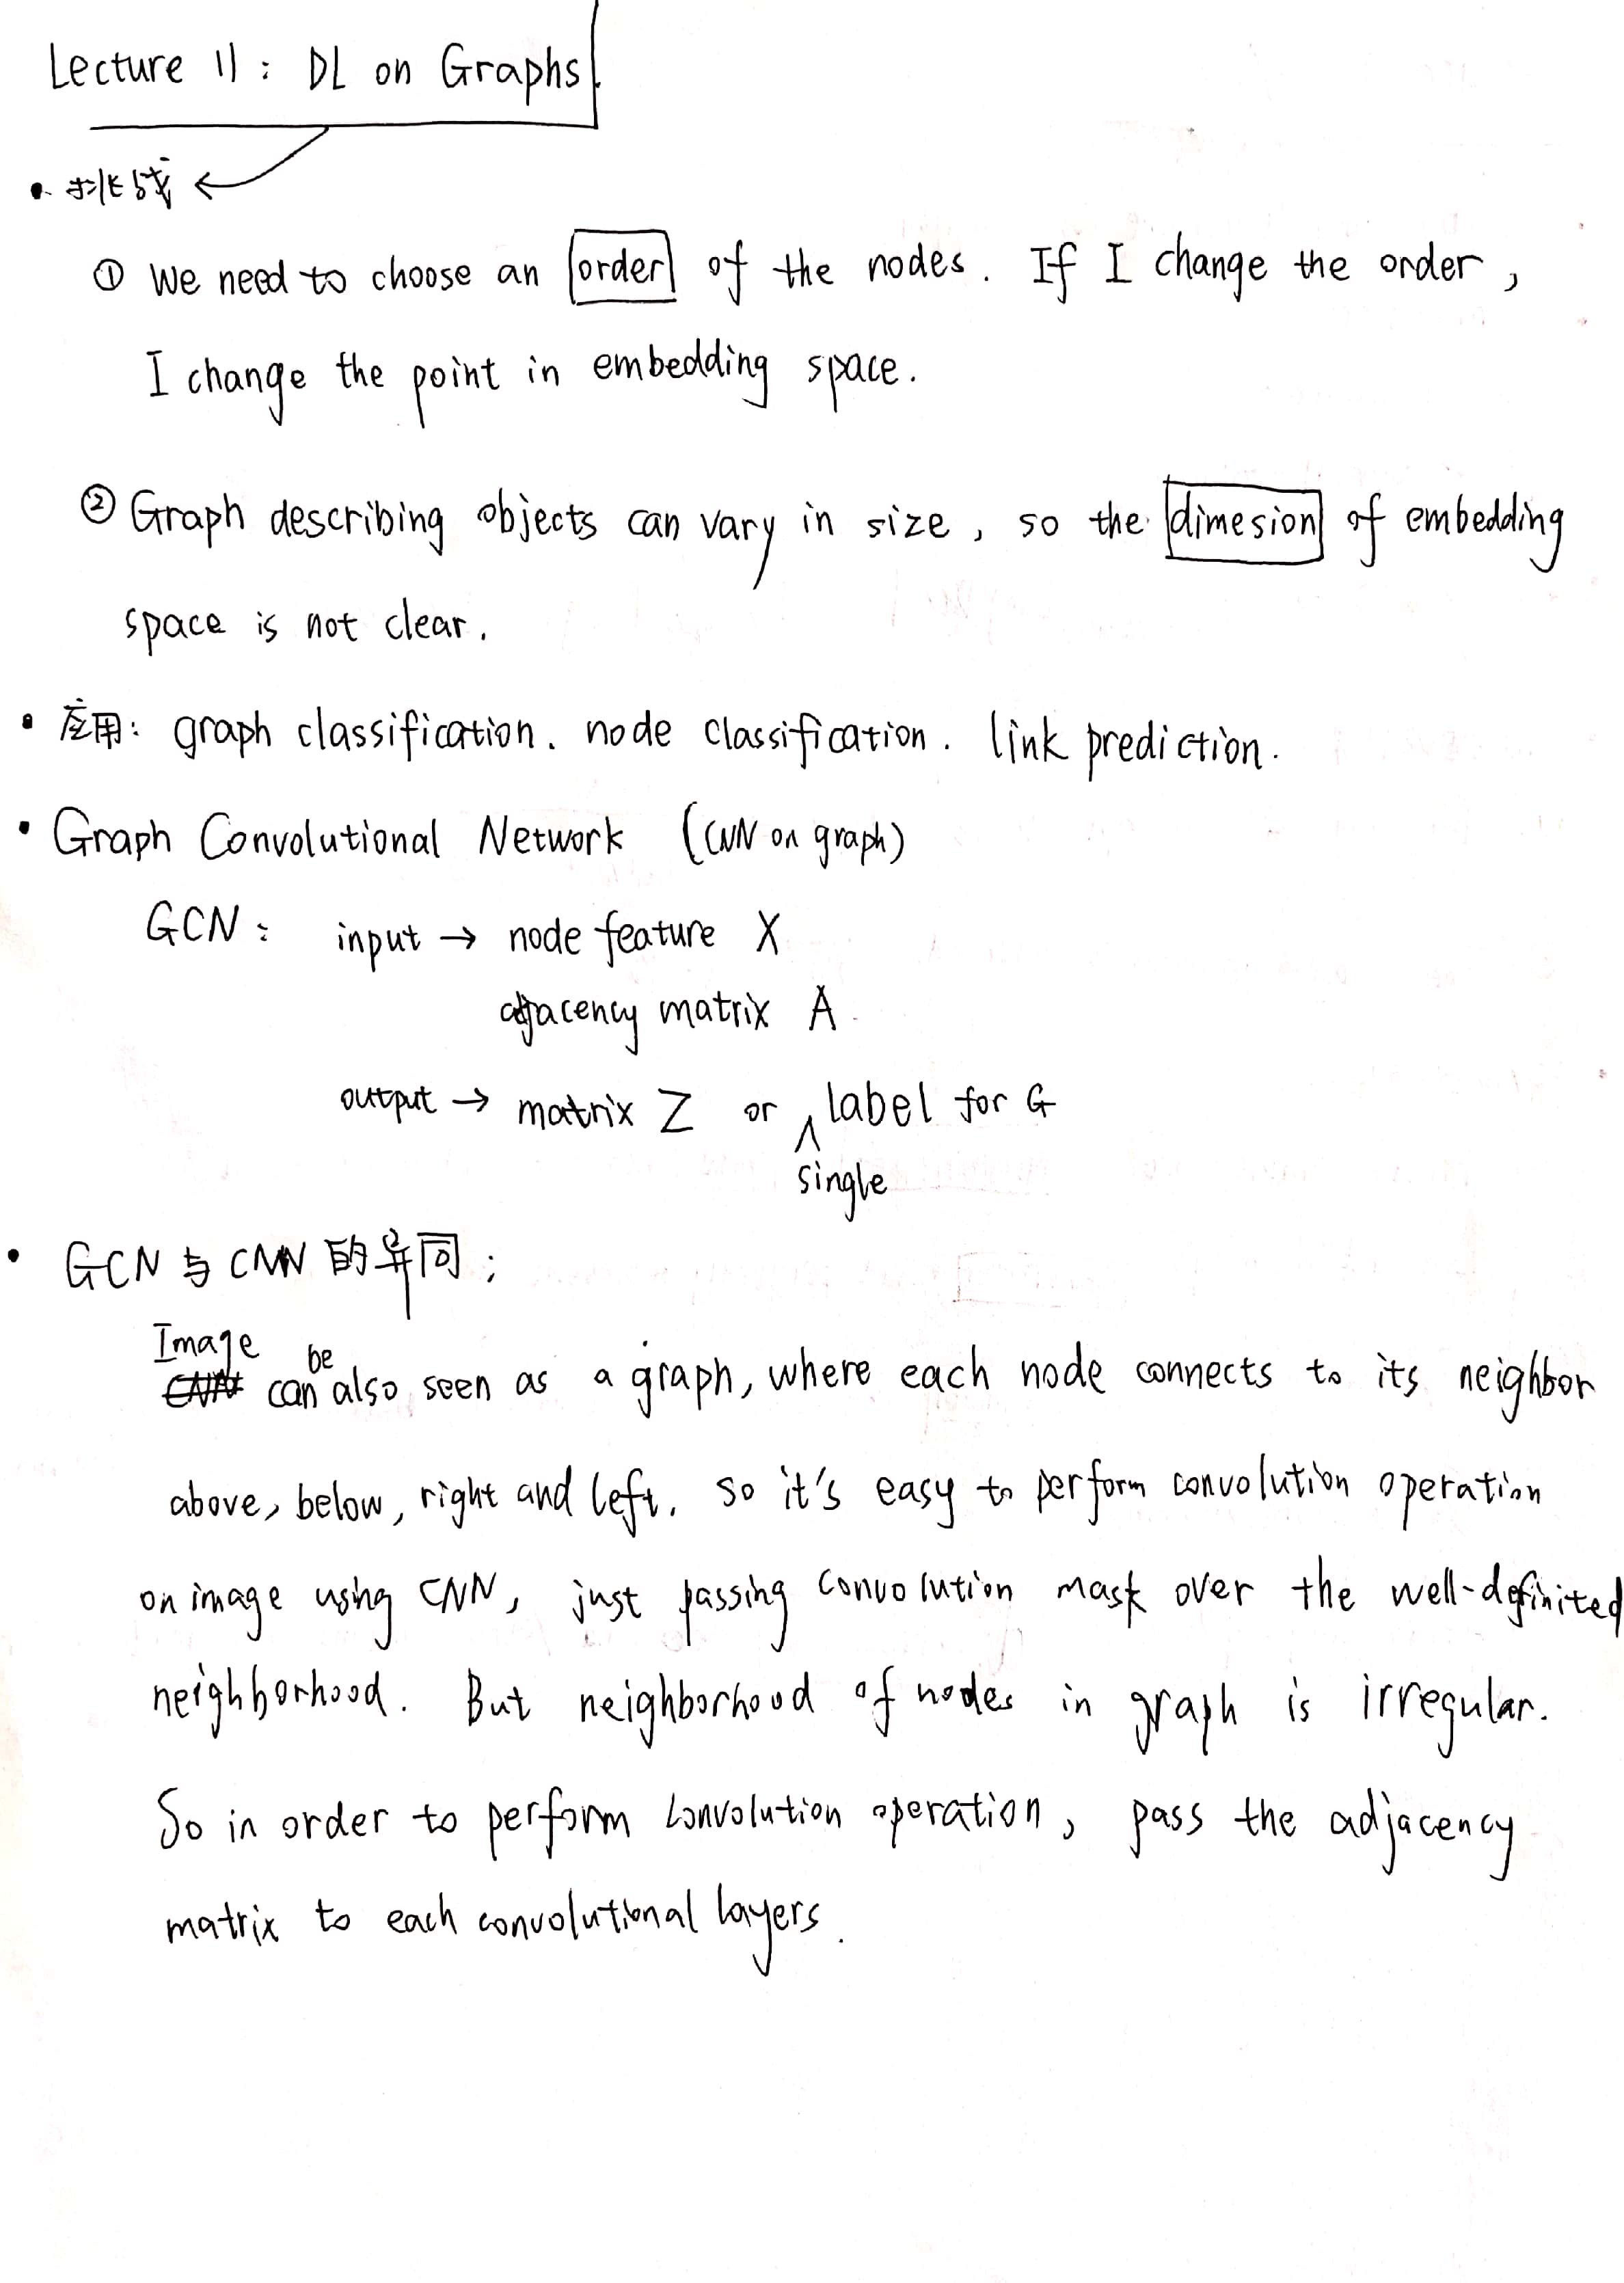 Lecture 11: DL on Graphs
• 挑战 ←
① We need to choose an order of the nodes. If I change the order,
I change the point in embedding space.
② Graph describing objects can vary in size, so the dimesion of embedding
space is not clear.
• 应用: graph classification. node classification. link prediction.
• Graph Convolutional Network (CNN on graph)
GCN: input → node feature X
adjacency matrix A
output → matrix Z or label for G
single
• GCN 与 CNN 的异同:
Image be
CNN can also seen as a graph, where each node connects to its neighbor
above, below, right and left. So it's easy to perform convolution operation
on image using CNN, just passing convolution mask over the well-definited
neighborhood. But neighborhood of nodes in graph is irregular.
So in order to perform convolution operation, pass the adjacency
matrix to each convolutional layers.